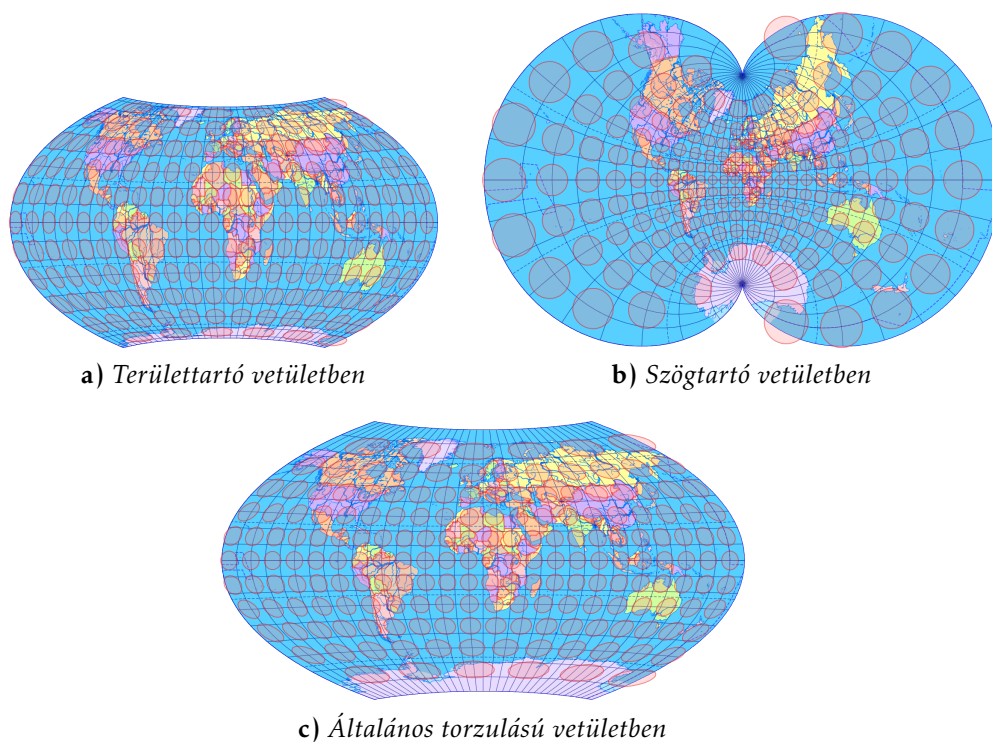 a) Területtartó vetületben
b) Szögtartó vetületben
c) Általános torzulású vetületben